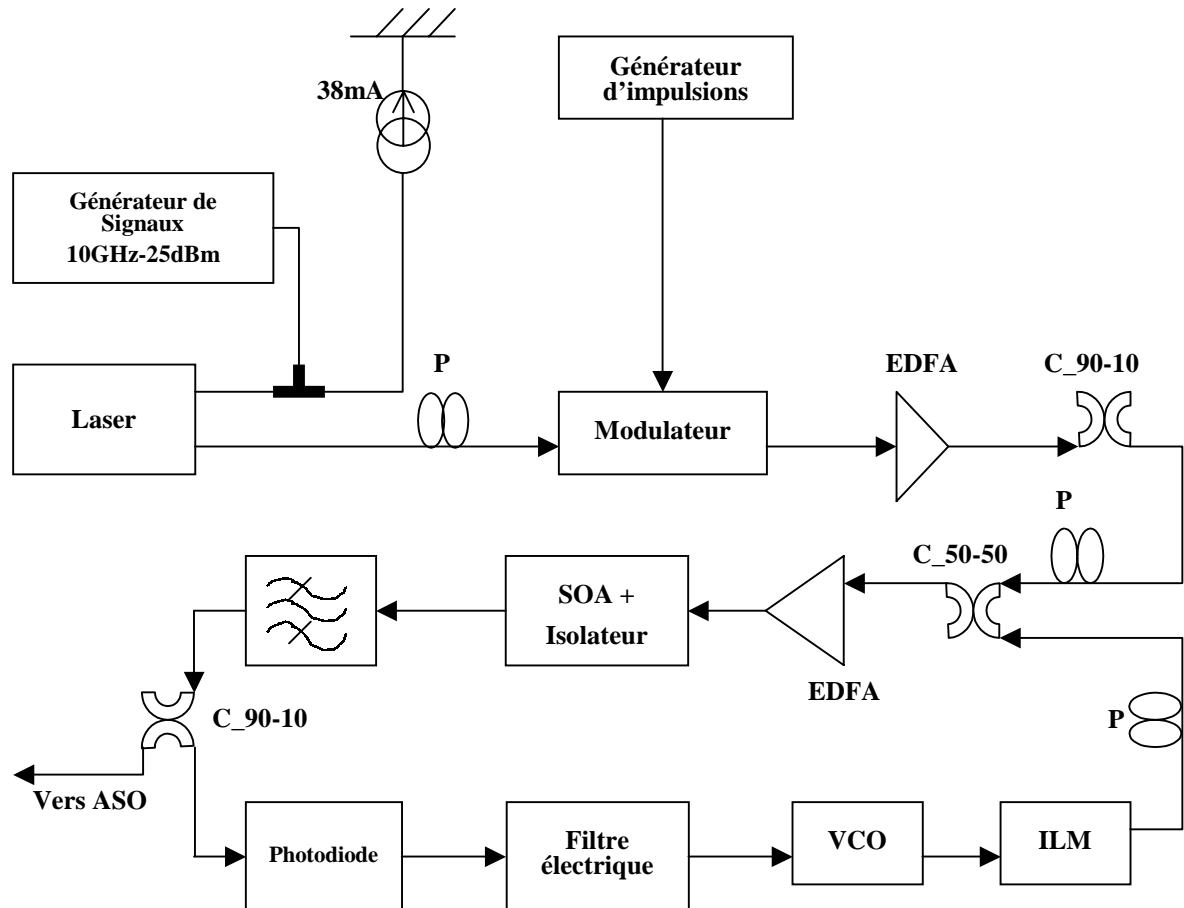 38mA
Générateur
d'impulsions
Générateur de
Signaux
10GHz-25dBm
Laser
P
Modulateur
EDFA
C_90-10
P
C_50-50
EDFA
SOA +
Isolateur
C_90-10
Vers ASO
P
Photodiode
Filtre
électrique
VCO
ILM